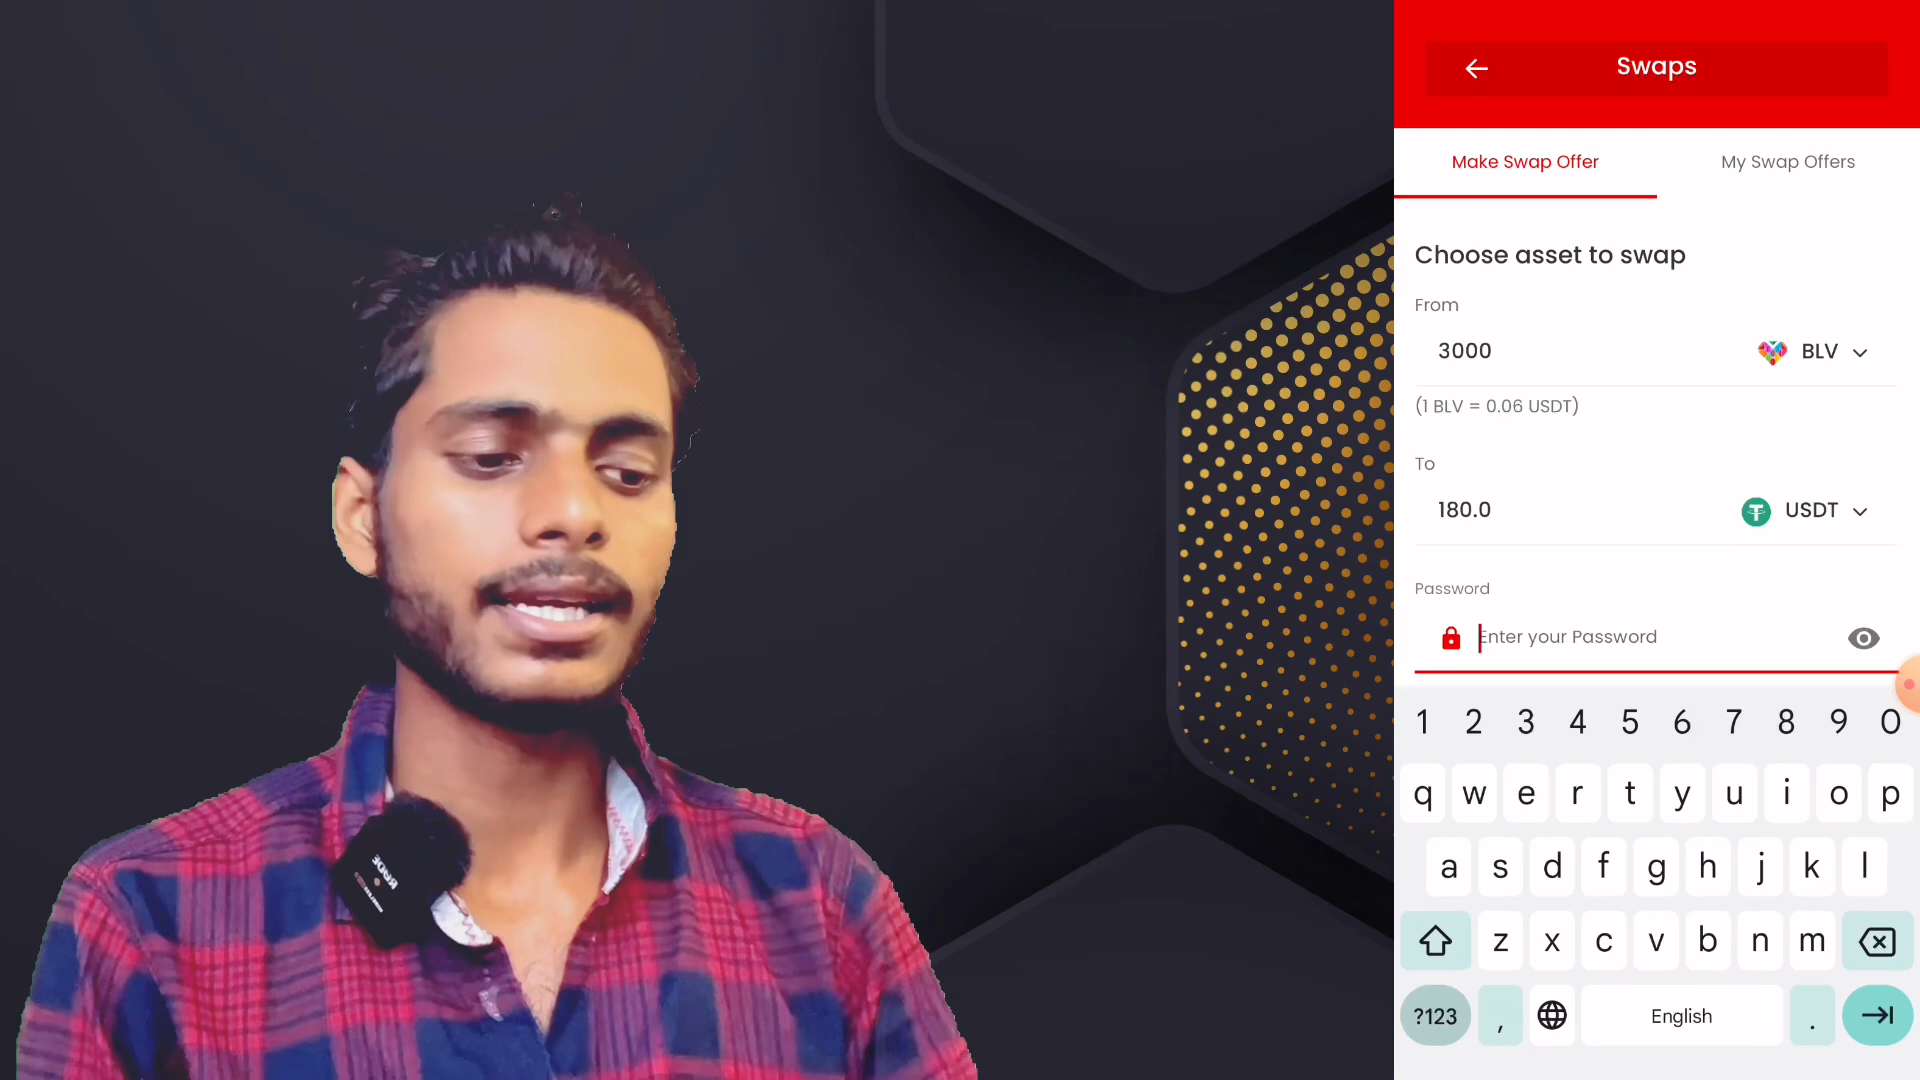 Swaps
Make Swap Offer
My Swap Offers
Choose asset to swap
From
3000
BLV
(1 BLV = 0.06 USDT)
To
180.0
USDT
Password
Enter your Password
1 2 3 4 5 6 7 8 9 0
q w e r t y u i o p
a s d f g h j k l
z x c v b n m
?123 , English .
RØDE